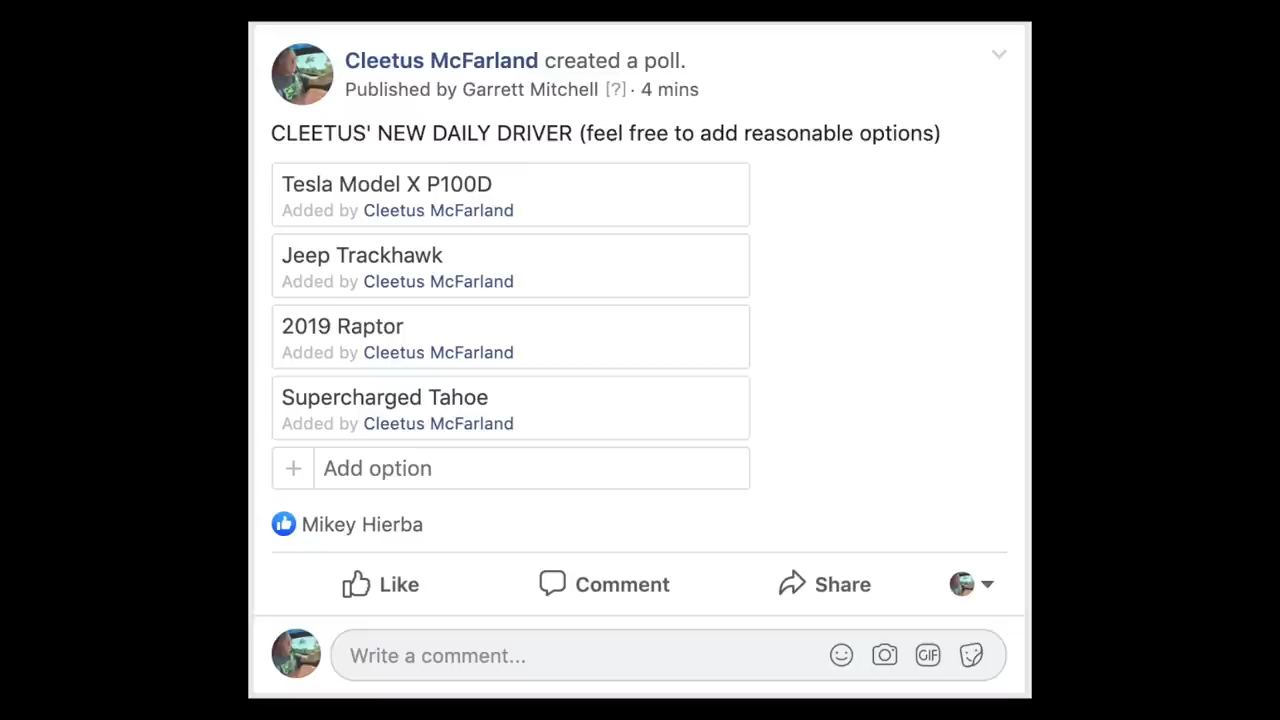 Cleetus McFarland created a poll.
Published by Garrett Mitchell [?] · 4 mins
CLEETUS' NEW DAILY DRIVER (feel free to add reasonable options)
Tesla Model X P100D
Added by Cleetus McFarland
Jeep Trackhawk
Added by Cleetus McFarland
2019 Raptor
Added by Cleetus McFarland
Supercharged Tahoe
Added by Cleetus McFarland
+ Add option
Mikey Hierba
Like Comment Share
Write a comment... GIF